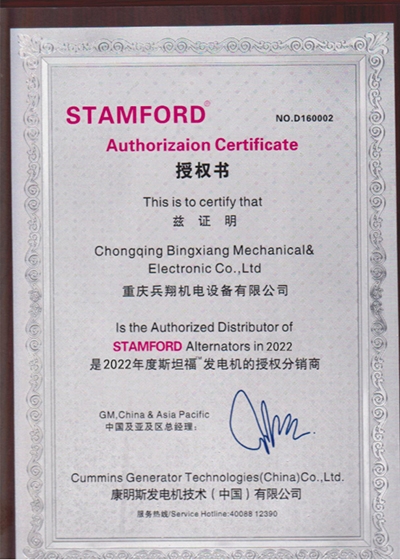 STAMFORD®
NO.D160002
Authorizaion Certificate
授权书
This is to certify that
兹证明
Chongqing Bingxiang Mechanical&
Electronic Co.,Ltd
重庆兵翔机电设备有限公司
Is the Authorized Distributor of
STAMFORD Alternators in 2022
是2022年度斯坦福™发电机的授权分销商
GM,China & Asia Pacific
中国及亚及区总经理:
Cummins Generator Technologies(China)Co.,Ltd.
康明斯发电机技术（中国）有限公司
服务热线/Service Hotline:40088 12390